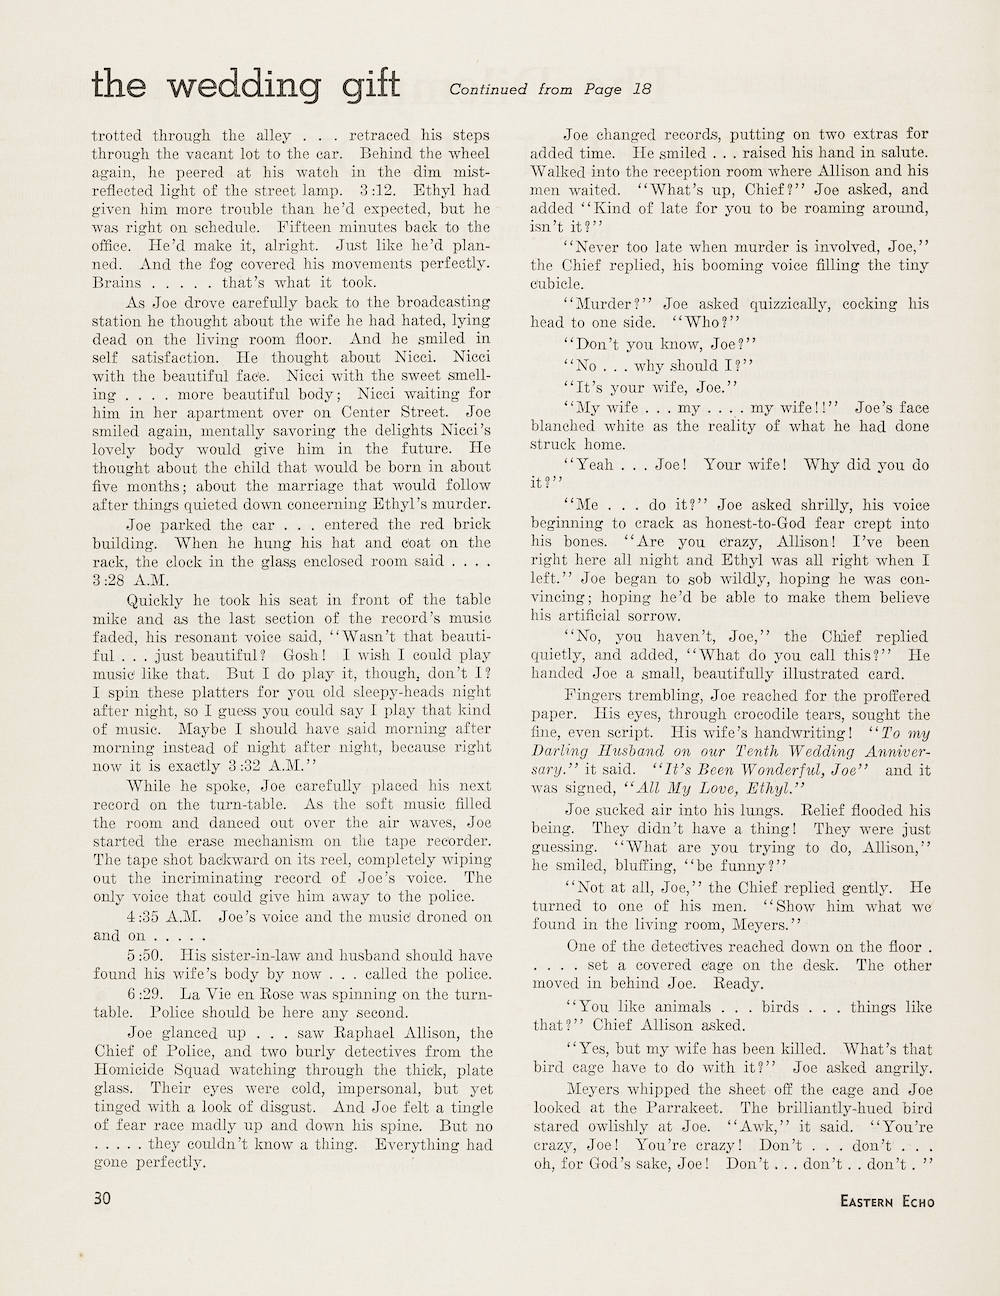 the wedding gift Continued from Page 18
trotted through the alley . . . retraced his steps
through the vacant lot to the car. Behind the wheel
again, he peered at his watch in the dim mist-
reflected light of the street lamp. 3:12. Ethyl had
given him more trouble than he'd expected, but he
was right on schedule. Fifteen minutes back to the
office. He'd make it, alright. Just like he'd plan-
ned. And the fog covered his movements perfectly.
Brains . . . . . that's what it took.
As Joe drove carefully back to the broadcasting
station he thought about the wife he had hated, lying
dead on the living room floor. And he smiled in
self satisfaction. He thought about Nicci. Nicci
with the beautiful face. Nicci with the sweet smell-
ing . . . . more beautiful body; Nicci waiting for
him in her apartment over on Center Street. Joe
smiled again, mentally savoring the delights Nicci's
lovely body would give him in the future. He
thought about the child that would be born in about
five months; about the marriage that would follow
after things quieted down concerning Ethyl's murder.
Joe parked the car . . . entered the red brick
building. When he hung his hat and coat on the
rack, the clock in the glass enclosed room said . . . .
3:28 A.M.
Quickly he took his seat in front of the table
mike and as the last section of the record's music
faded, his resonant voice said, "Wasn't that beauti-
ful . . . just beautiful? Gosh! I wish I could play
music like that. But I do play it, though, don't I?
I spin these platters for you old sleepy-heads night
after night, so I guess you could say I play that kind
of music. Maybe I should have said morning after
morning instead of night after night, because right
now it is exactly 3:32 A.M."
While he spoke, Joe carefully placed his next
record on the turn-table. As the soft music filled
the room and danced out over the air waves, Joe
started the erase mechanism on the tape recorder.
The tape shot backward on its reel, completely wiping
out the incriminating record of Joe's voice. The
only voice that could give him away to the police.
4:35 A.M. Joe's voice and the music droned on
and on . . . . .
5:50. His sister-in-law and husband should have
found his wife's body by now . . . called the police.
6:29. La Vie en Rose was spinning on the turn-
table. Police should be here any second.
Joe glanced up . . . saw Raphael Allison, the
Chief of Police, and two burly detectives from the
Homicide Squad watching through the thick, plate
glass. Their eyes were cold, impersonal, but yet
tinged with a look of disgust. And Joe felt a tingle
of fear race madly up and down his spine. But no
. . . . . they couldn't know a thing. Everything had
gone perfectly.
Joe changed records, putting on two extras for
added time. He smiled . . . raised his hand in salute.
Walked into the reception room where Allison and his
men waited. "What's up, Chief?" Joe asked, and
added "Kind of late for you to be roaming around,
isn't it?"
"Never too late when murder is involved, Joe,"
the Chief replied, his booming voice filling the tiny
cubicle.
"Murder?" Joe asked quizzically, cocking his
head to one side. "Who?"
"Don't you know, Joe?"
"No . . . why should I?"
"It's your wife, Joe."
"My wife . . . my . . . . my wife!!" Joe's face
blanched white as the reality of what he had done
struck home.
"Yeah . . . Joe! Your wife! Why did you do
it?"
"Me . . . do it?" Joe asked shrilly, his voice
beginning to crack as honest-to-God fear crept into
his bones. "Are you crazy, Allison! I've been
right here all night and Ethyl was all right when I
left." Joe began to sob wildly, hoping he was con-
vincing; hoping he'd be able to make them believe
his artificial sorrow.
"No, you haven't, Joe," the Chief replied
quietly, and added, "What do you call this?" He
handed Joe a small, beautifully illustrated card.
Fingers trembling, Joe reached for the proffered
paper. His eyes, through crocodile tears, sought the
fine, even script. His wife's handwriting! "To my
Darling Husband on our Tenth Wedding Anniver-
sary." it said. "It's Been Wonderful, Joe" and it
was signed, "All My Love, Ethyl."
Joe sucked air into his lungs. Relief flooded his
being. They didn't have a thing! They were just
guessing. "What are you trying to do, Allison,"
he smiled, bluffing, "be funny?"
"Not at all, Joe," the Chief replied gently. He
turned to one of his men. "Show him what we
found in the living room, Meyers."
One of the detectives reached down on the floor .
. . . . set a covered cage on the desk. The other
moved in behind Joe. Ready.
"You like animals . . . birds . . . things like
that?" Chief Allison asked.
"Yes, but my wife has been killed. What's that
bird cage have to do with it?" Joe asked angrily.
Meyers whipped the sheet off the cage and Joe
looked at the Parrakeet. The brilliantly-hued bird
stared owlishly at Joe. "Awk," it said. "You're
crazy, Joe! You're crazy! Don't . . . don't . . .
oh, for God's sake, Joe! Don't . . . don't . . don't . "
30
EASTERN ECHO